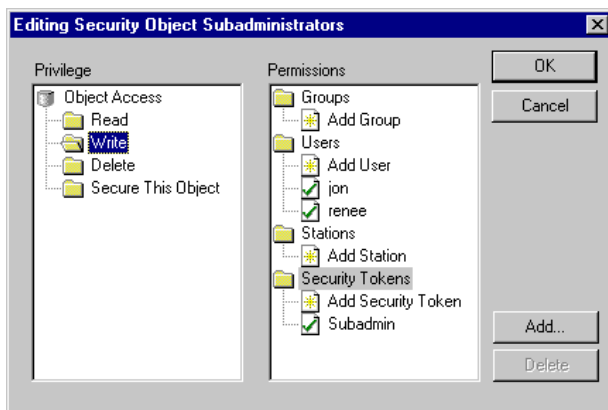 Editing Security Object Subadministrators
Privilege
Object Access
Read
Write
Delete
Secure This Object
Permissions
Groups
Add Group
Users
Add User
jon
renee
Stations
Add Station
Security Tokens
Add Security Token
Subadmin
OK
Cancel
Add...
Delete